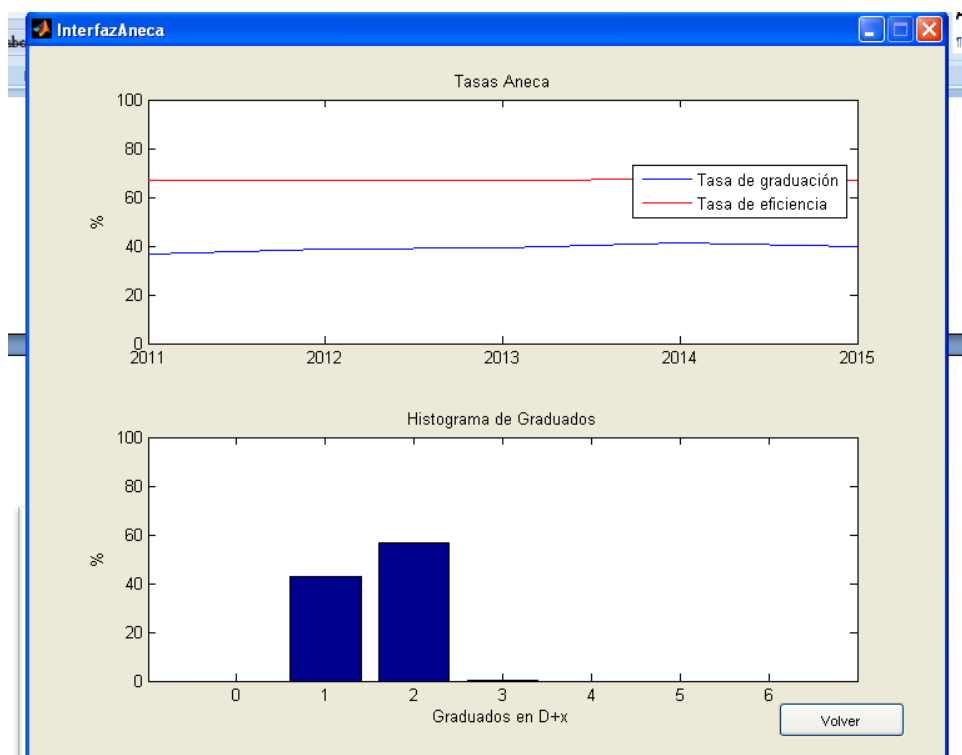 InterfazAneca
Tasas Aneca
100
80
60
40
20
0
%
Tasa de graduación
Tasa de eficiencia
2011 2012 2013 2014 2015
Histograma de Graduados
100
80
60
40
20
0
%
0 1 2 3 4 5 6
Graduados en D+x
Volver